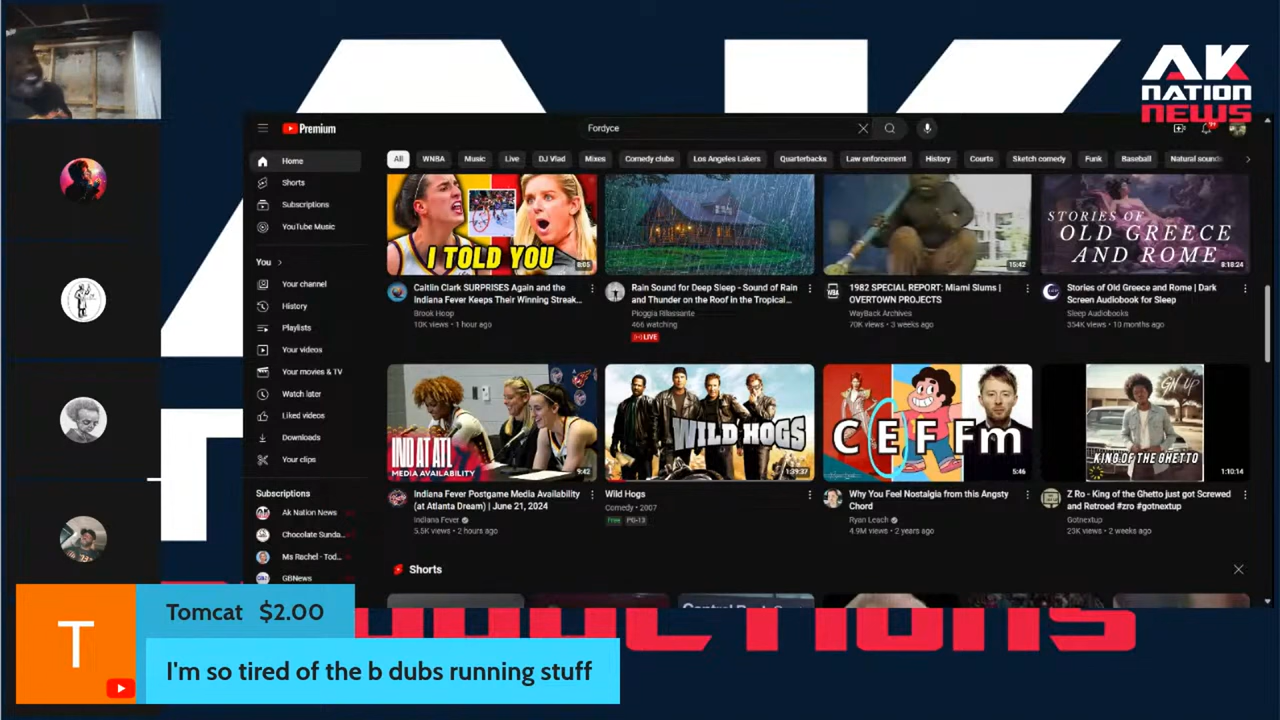 AK
NATION
NEWS
Premium
Fordyce
Home
Shorts
Subscriptions
YouTube Music
You
Your channel
History
Playlists
Your videos
Your movies & TV
Watch later
Liked videos
Downloads
Your clips
Subscriptions
Ak Nation News
Chocolate Sunda...
Ms Rachel - Tod...
GBNews
All WNBA Music Live DJ Vlad Mixes Comedy clubs Los Angeles Lakers Quarterbacks Law enforcement History Courts Sketch comedy Funk Baseball Natural sounds
I TOLD YOU
8:05
Caitlin Clark SURPRISES Again and the
Indiana Fever Keeps Their Winning Streak...
Brook Hoop
10K views • 1 hour ago
Rain Sound for Deep Sleep - Sound of Rain
and Thunder on the Roof in the Tropical...
Pioggia Rilassante
466 watching
LIVE
15:42
1982 SPECIAL REPORT: Miami Slums |
OVERTOWN PROJECTS
WayBack Archives
70K views • 3 weeks ago
STORIES OF
OLD GREECE
AND ROME
8:18:24
Stories of Old Greece and Rome | Dark
Screen Audiobook for Sleep
Sleep Audiobooks
354K views • 10 months ago
IND AT ATL
MEDIA AVAILABILITY
9:42
Indiana Fever Postgame Media Availability
(at Atlanta Dream) | June 21, 2024
Indiana Fever
5.5K views • 2 hours ago
WILD HOGS
1:39:37
Wild Hogs
Comedy • 2007
Free PG-13
C E F Fm
5:46
Why You Feel Nostalgia from this Angsty
Chord
Ryan Leach
4.9M views • 2 years ago
GN UP
KING OF THE GHETTO
1:10:14
Z Ro - King of the Ghetto just got Screwed
and Retroed #zro #gotnextup
Gotnextup
23K views • 2 weeks ago
Shorts
T
Tomcat $2.00
I'm so tired of the b dubs running stuff